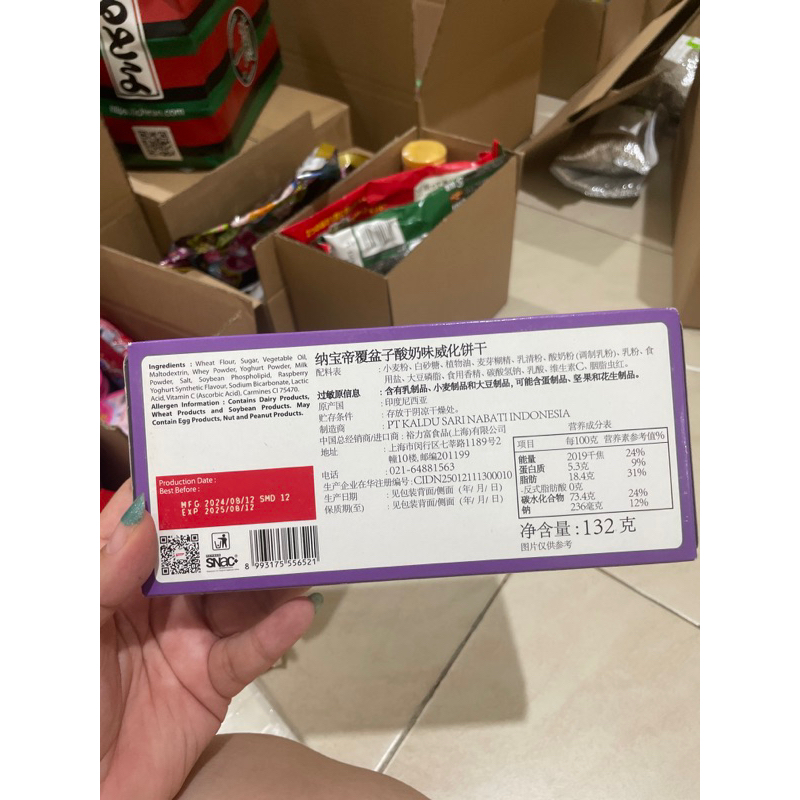 https://
.com
Ingredients : Wheat Flour, Sugar, Vegetable Oil,
Maltodextrin, Whey Powder, Yoghurt Powder, Milk
Powder, Salt, Soybean Phospholipid, Raspberry
Yoghurt Synthetic Flavour, Sodium Bicarbonate, Lactic
Acid, Vitamin C (Ascorbic Acid), Carmines CI 75470.
Allergen Information : Contains Dairy Products,
Wheat Products and Soybean Products. May
Contain Egg Products, Nut and Peanut Products.
Production Date :
Best Before :
MFG 2024/08/12 SMD 12
EXP 2025/08/12
SNAC
8 993175 556521
纳宝帝覆盆子酸奶味威化饼干
配料表 : 小麦粉、白砂糖、植物油、麦芽糊精、乳清粉、酸奶粉(调制乳粉)、乳粉、食
用盐、大豆磷脂、食用香精、碳酸氢钠、乳酸、维生素C、胭脂虫红。
过敏原信息 : 含有乳制品、小麦制品和大豆制品, 可能含蛋制品、坚果和花生制品。
原产国 : 印度尼西亚
贮存条件 : 存放于阴凉干燥处。
制造商 : PT KALDU SARI NABATI INDONESIA
中国总经销商/进口商 : 裕力富食品(上海)有限公司
地址 : 上海市闵行区七莘路1189号2
幢10楼, 邮编201199
电话 : 021-64881563
生产企业在华注册编号 : CIDN25012111300010
生产日期 : 见包装背面/侧面 (年/ 月/ 日)
保质期(至) : 见包装背面/侧面 (年/ 月/ 日)
营养成分表
项目 每100克 营养素参考值%
能量 2019千焦 24%
蛋白质 5.3克 9%
脂肪 18.4克 31%
-反式脂肪酸 0克
碳水化合物 73.4克 24%
钠 236毫克 12%
净含量 : 132 克
图片仅供参考